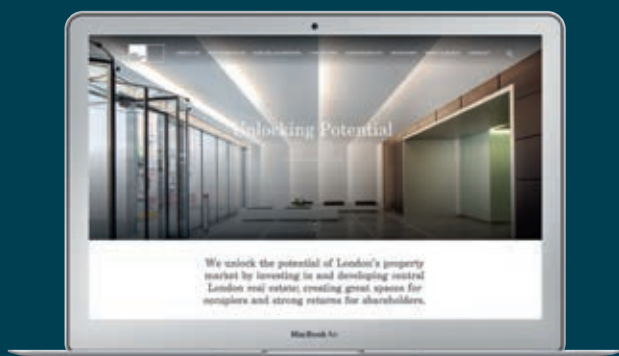 Unlocking Potential
We unlock the potential of London's property
market by investing in and developing central
London real estate; creating great spaces for
occupiers and strong returns for shareholders.
MacBook Air